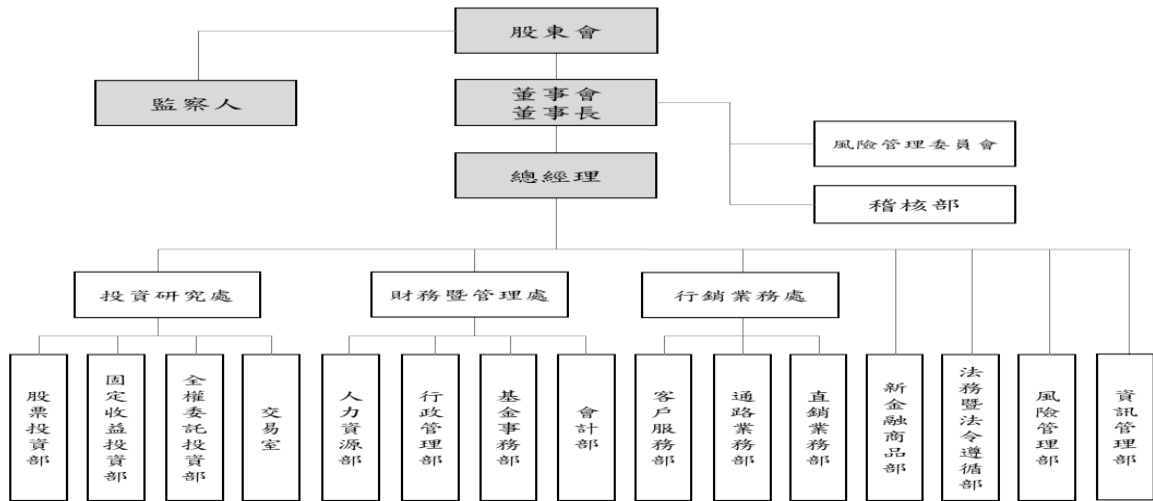 股東會
監察人
董事會
董事長
風險管理委員會
總經理
稽核部
投資研究處
財務暨管理處
行銷業務處
股票投資部
固定收益投資部
全權委託投資部
交易室
人力資源部
行政管理部
基金事務部
會計部
客戶服務部
通路業務部
直銷業務部
新金融商品部
法務暨法令遵循部
風險管理部
資訊管理部